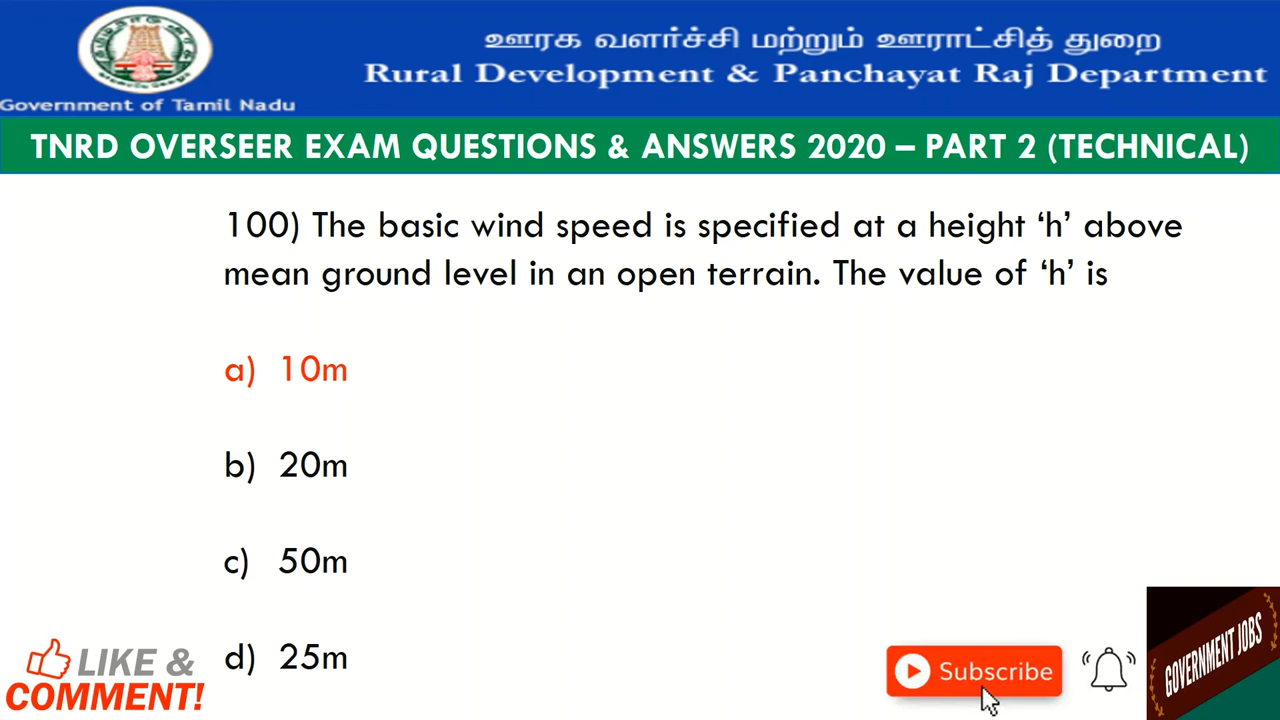 ஊரக வளர்ச்சி மற்றும் ஊராட்சித் துறை
Rural Development & Panchayat Raj Department
Government of Tamil Nadu
TNRD OVERSEER EXAM QUESTIONS & ANSWERS 2020 – PART 2 (TECHNICAL)
100) The basic wind speed is specified at a height ‘h’ above
mean ground level in an open terrain. The value of ‘h’ is
a) 10m
b) 20m
c) 50m
d) 25m
LIKE &
COMMENT!
Subscribe
GOVERNMENT JOBS